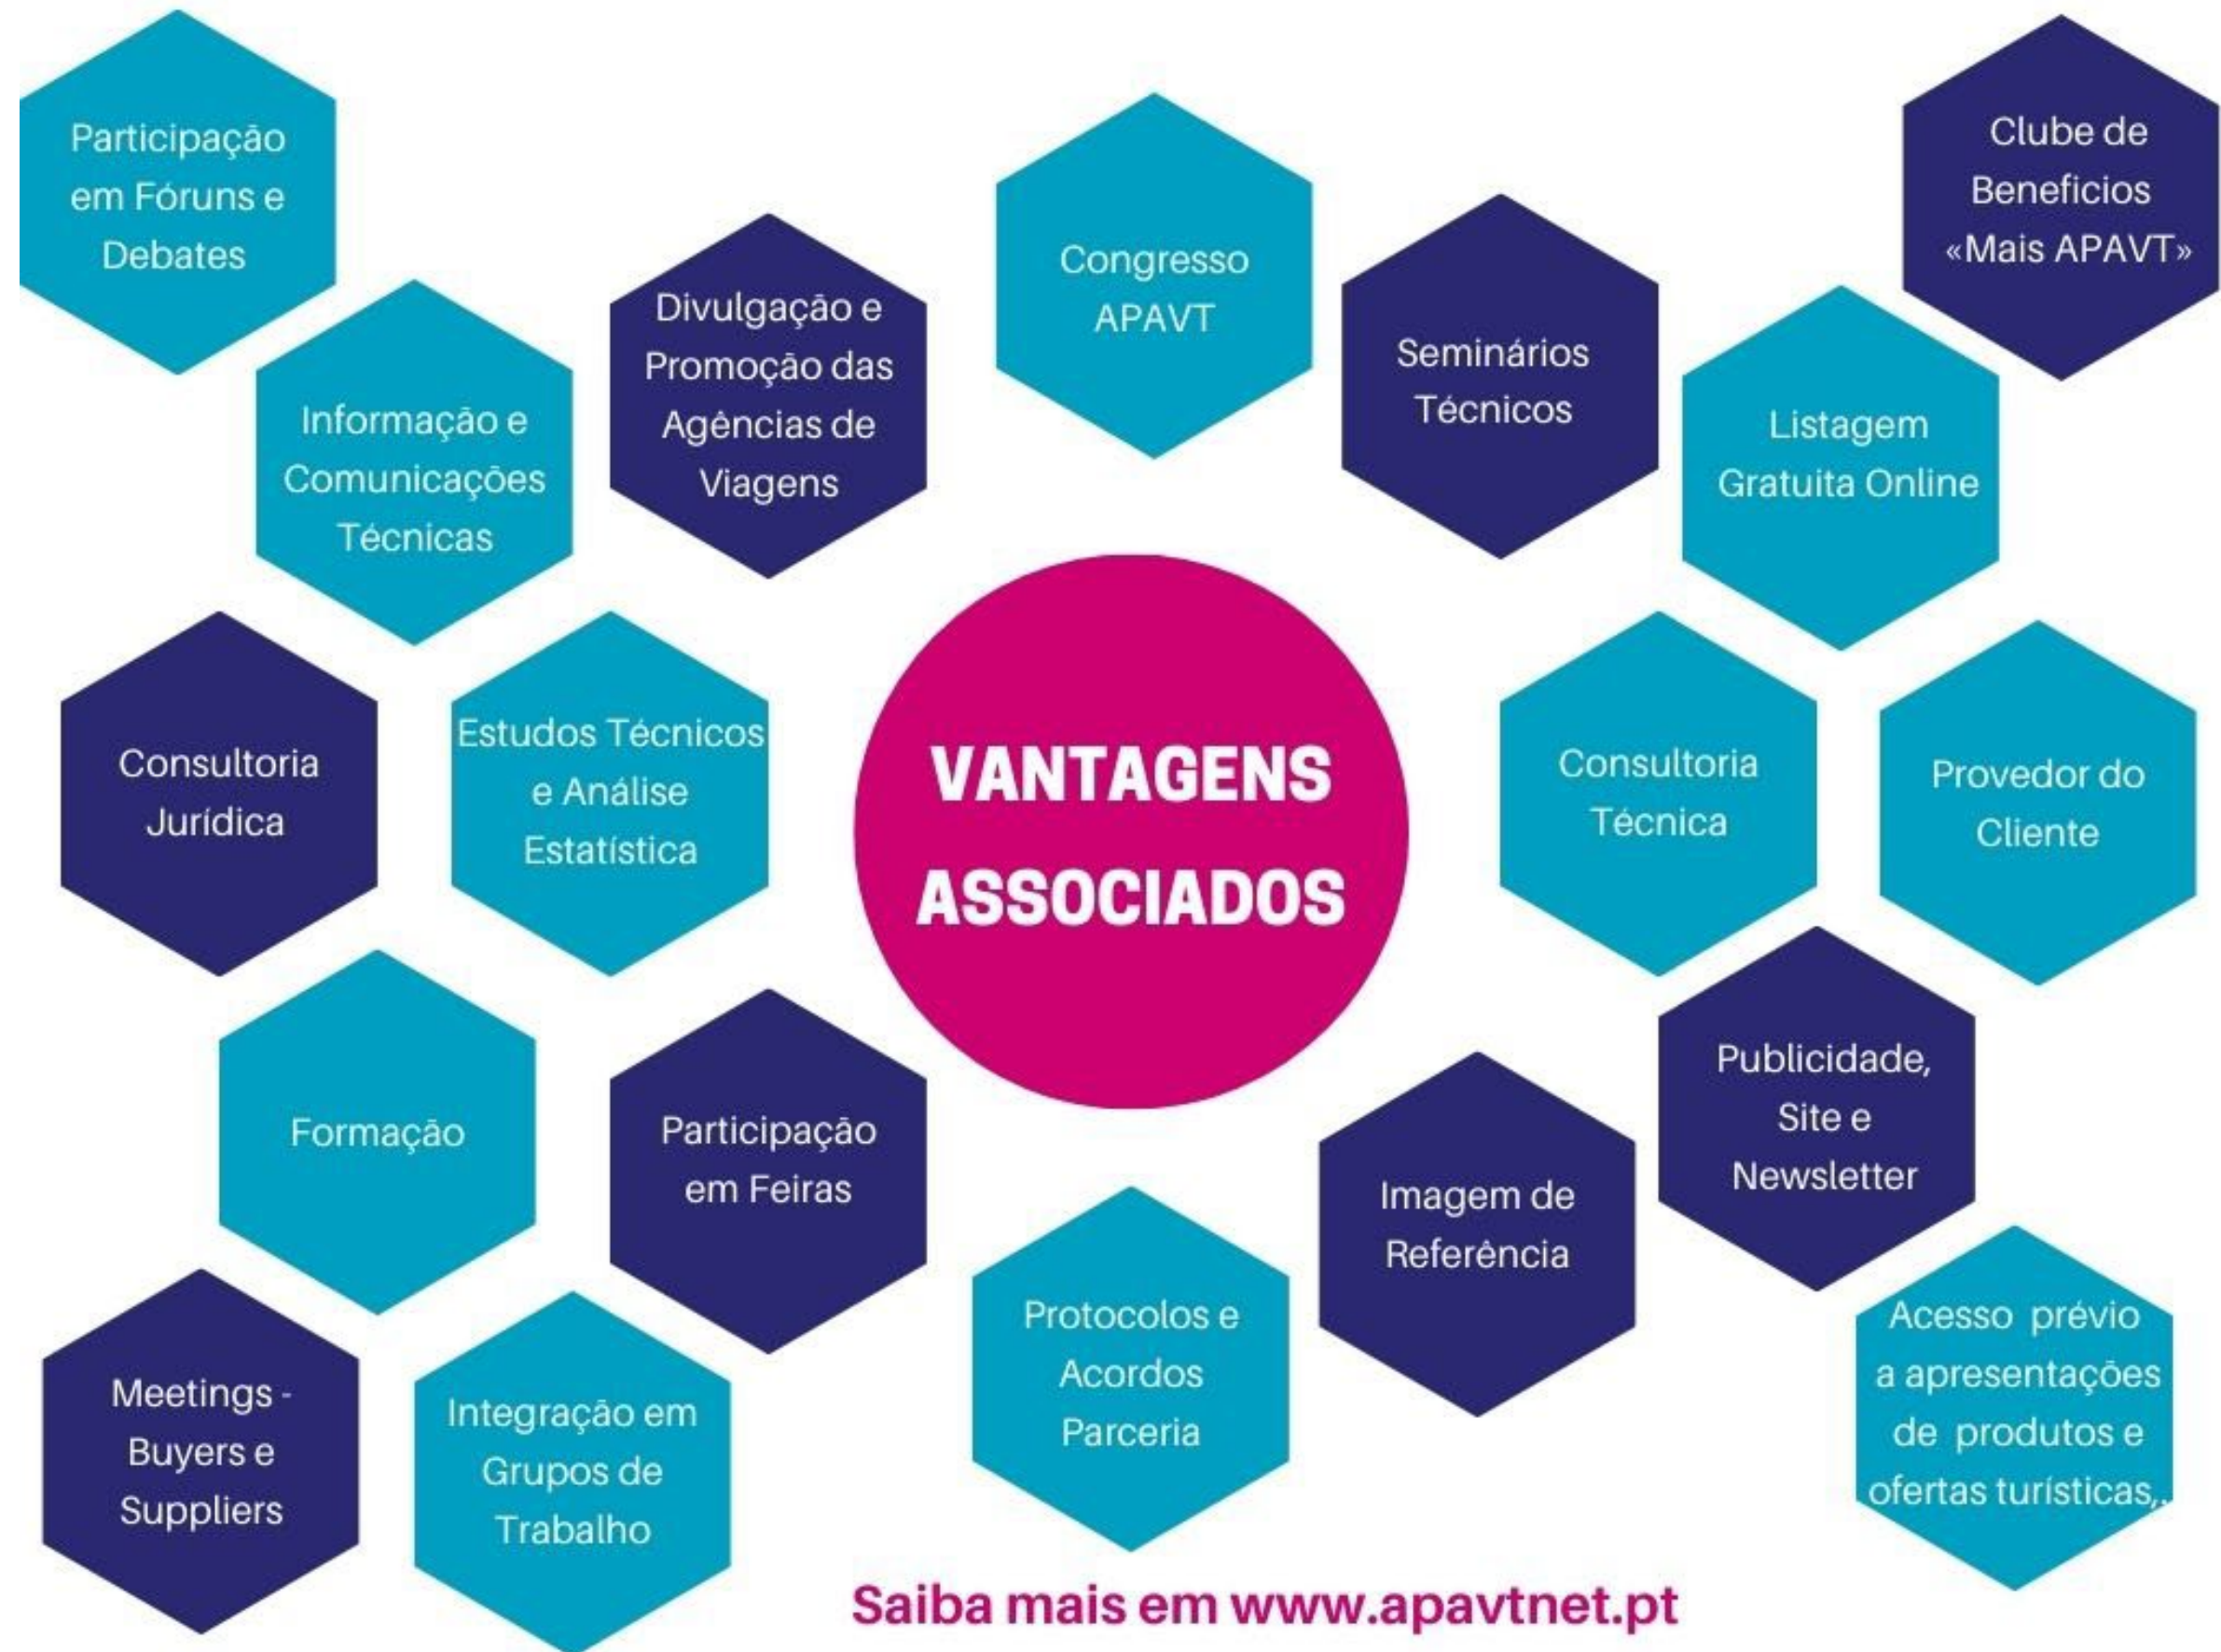 Participação
em Fóruns e
Debates
Informação e
Comunicações
Técnicas
Divulgação e
Promoção das
Agências de
Viagens
Congresso
APAVT
Seminários
Técnicos
Listagem
Gratuita Online
Clube de
Beneficios
«Mais APAVT»
Consultoria
Jurídica
Estudos Técnicos
e Análise
Estatística
VANTAGENS
ASSOCIADOS
Consultoria
Técnica
Provedor do
Cliente
Formação
Participação
em Feiras
Imagem de
Referência
Publicidade,
Site e
Newsletter
Meetings -
Buyers e
Suppliers
Integração em
Grupos de
Trabalho
Protocolos e
Acordos
Parceria
Acesso prévio
a apresentações
de produtos e
ofertas turísticas,.
Saiba mais em www.apavtnet.pt